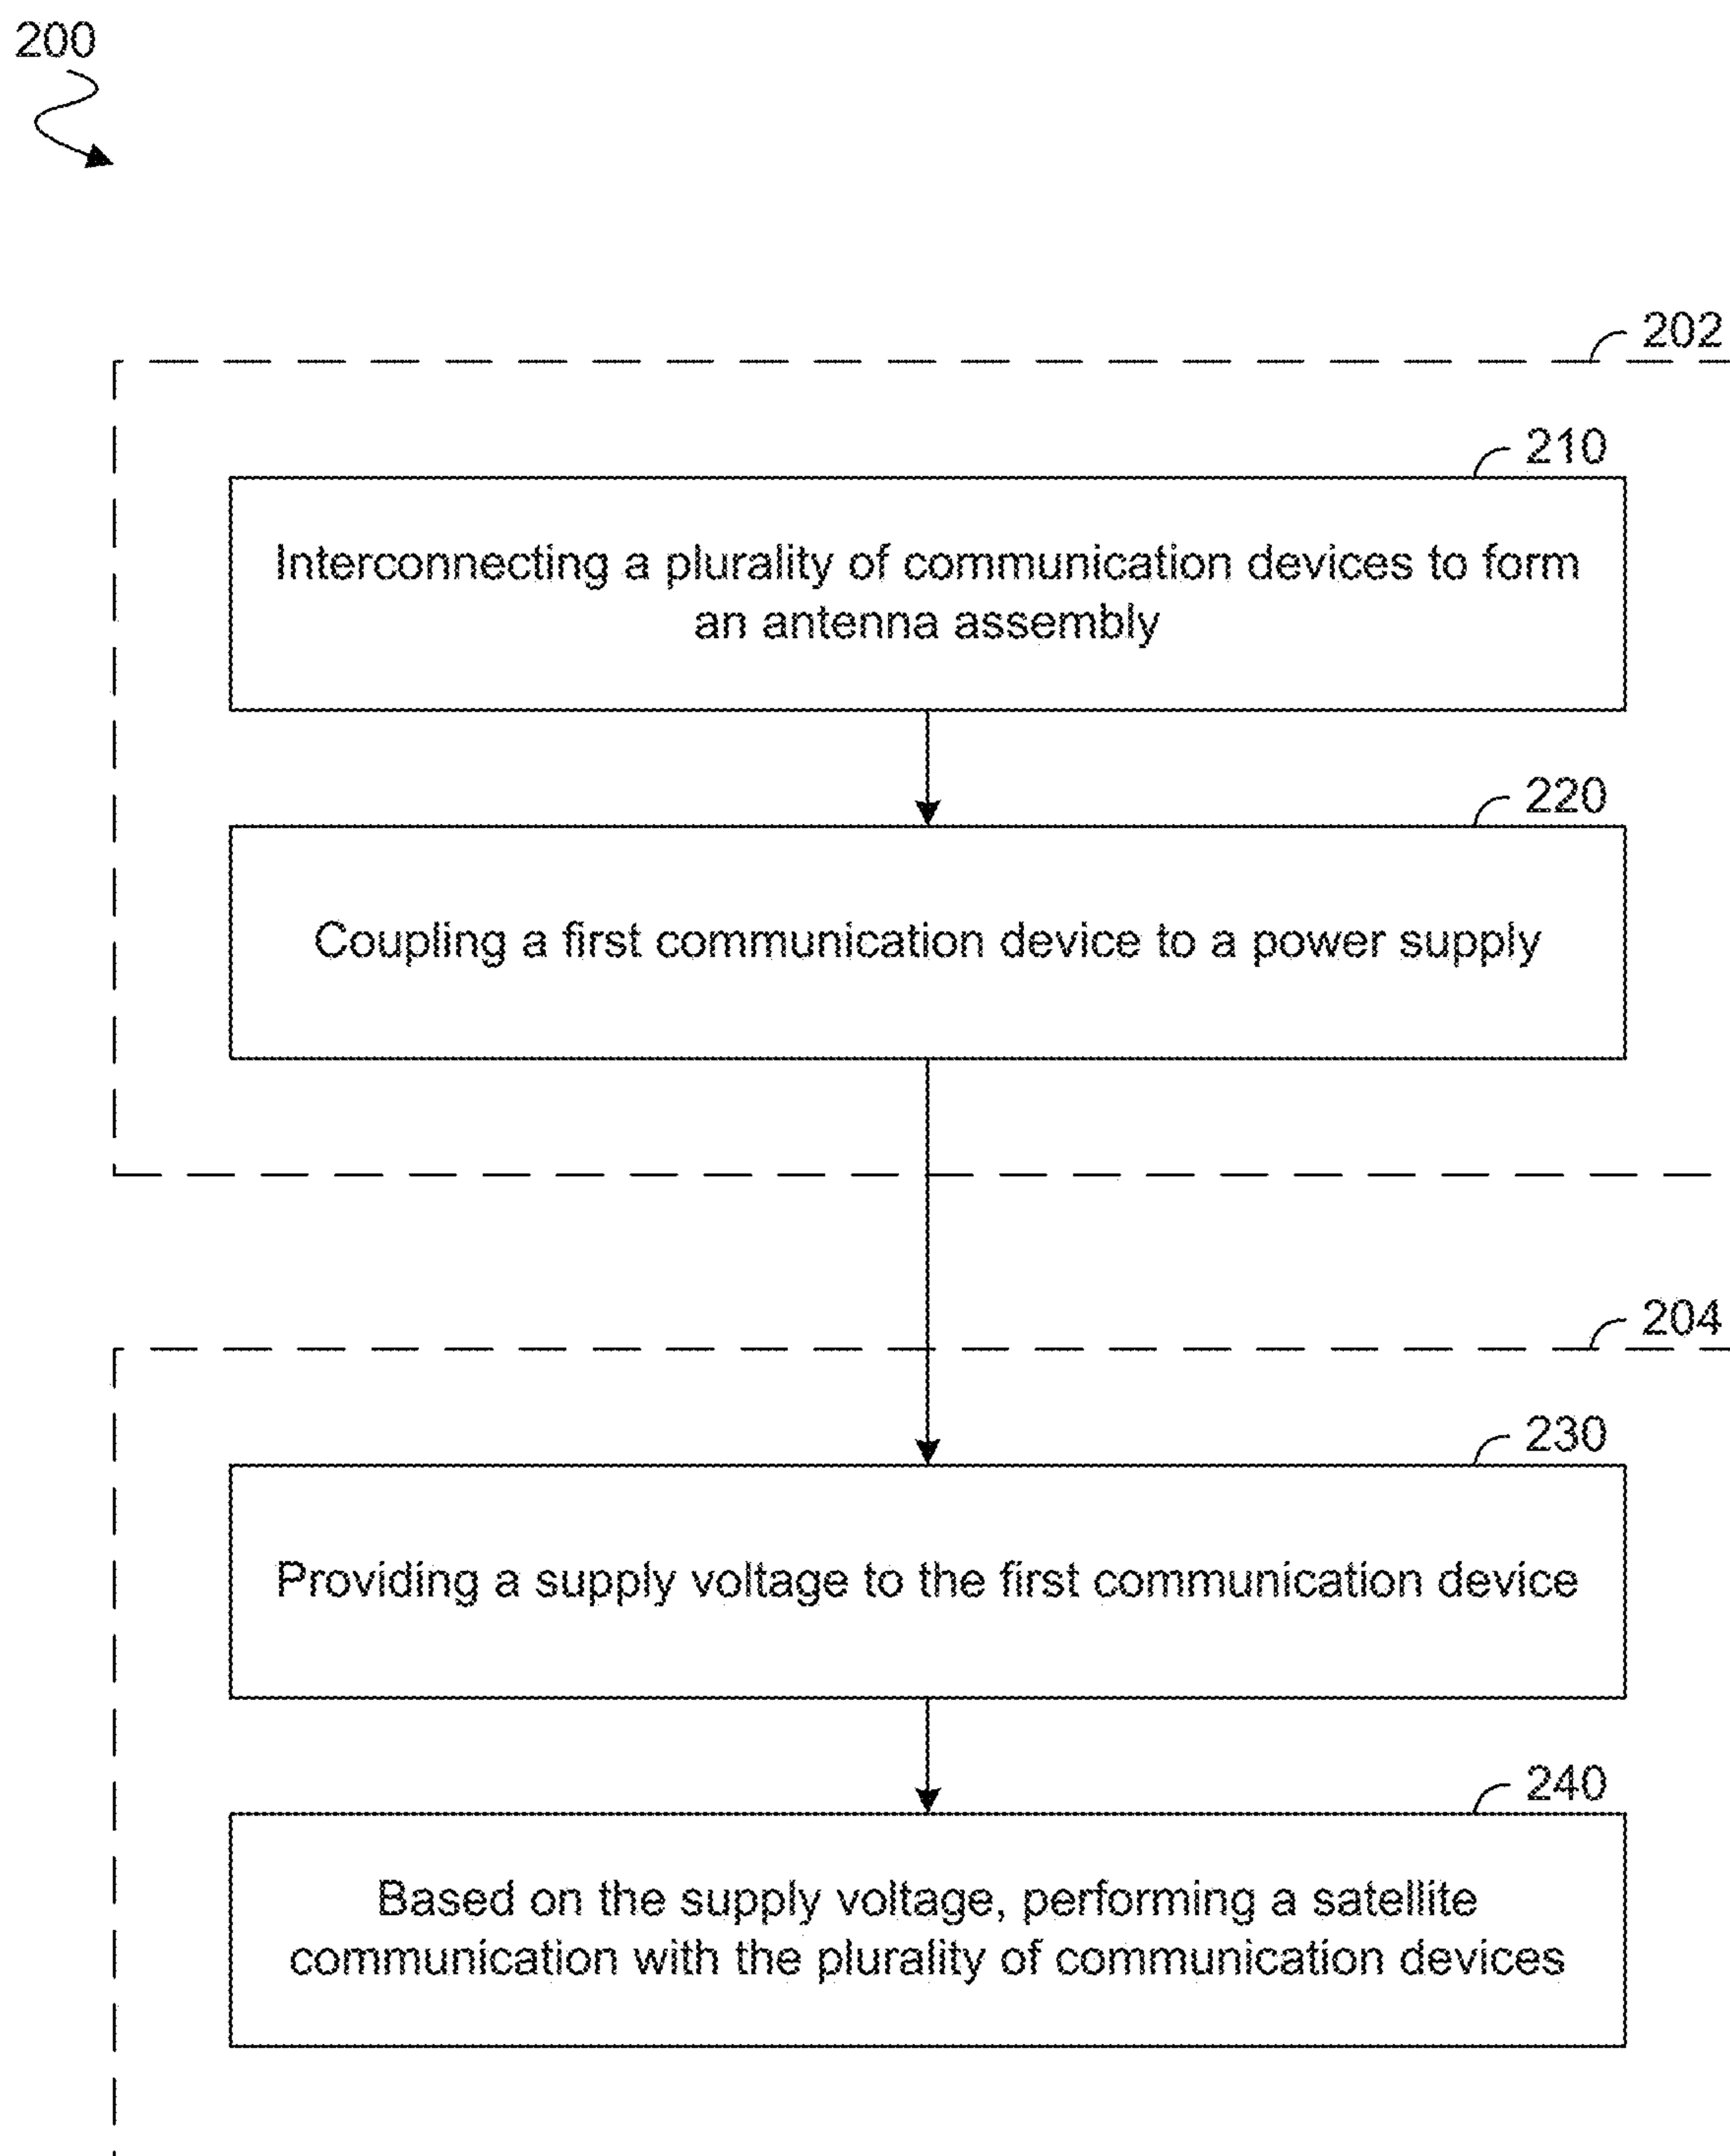 200
202
210
Interconnecting a plurality of communication devices to form
an antenna assembly
220
Coupling a first communication device to a power supply
204
230
Providing a supply voltage to the first communication device
240
Based on the supply voltage, performing a satellite
communication with the plurality of communication devices